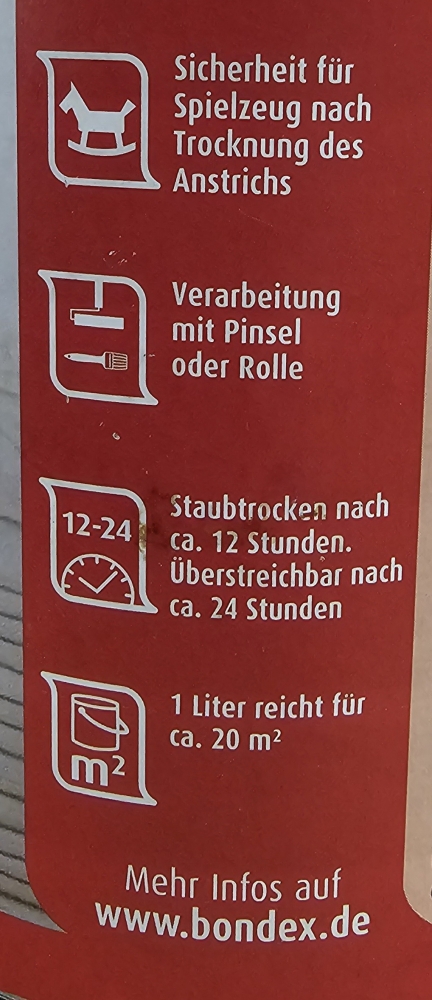 Sicherheit für
Spielzeug nach
Trocknung des
Anstrichs
Verarbeitung
mit Pinsel
oder Rolle
12-24
Staubtrocken nach
ca. 12 Stunden.
Überstreichbar nach
ca. 24 Stunden
m²
1 Liter reicht für
ca. 20 m²
Mehr Infos auf
www.bondex.de